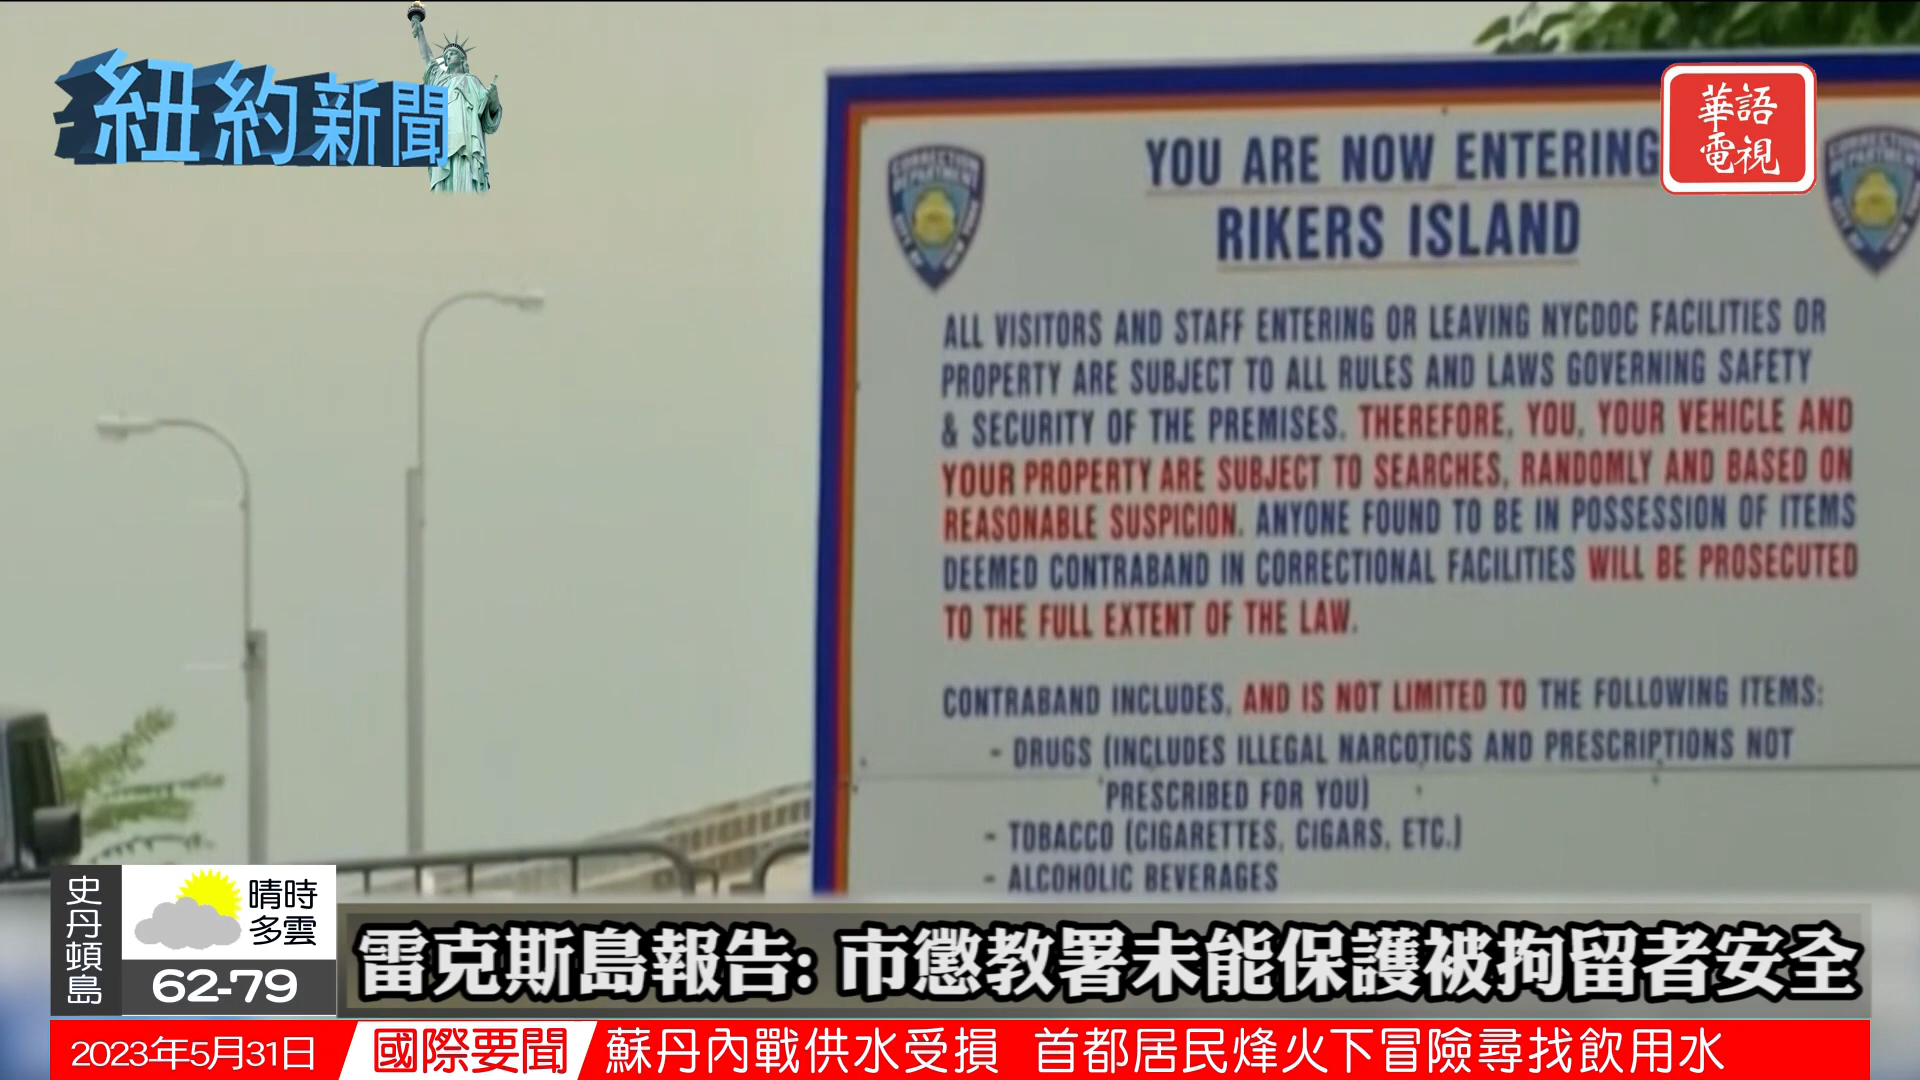 紐約新聞
華語
電視
CORRECTION
DEPARTMENT
YOU ARE NOW ENTERING
RIKERS ISLAND
ALL VISITORS AND STAFF ENTERING OR LEAVING NYCDOC FACILITIES OR
PROPERTY ARE SUBJECT TO ALL RULES AND LAWS GOVERNING SAFETY
& SECURITY OF THE PREMISES. THEREFORE, YOU, YOUR VEHICLE AND
YOUR PROPERTY ARE SUBJECT TO SEARCHES, RANDOMLY AND BASED ON
REASONABLE SUSPICION. ANYONE FOUND TO BE IN POSSESSION OF ITEMS
DEEMED CONTRABAND IN CORRECTIONAL FACILITIES WILL BE PROSECUTED
TO THE FULL EXTENT OF THE LAW.
CONTRABAND INCLUDES, AND IS NOT LIMITED TO THE FOLLOWING ITEMS:
- DRUGS (INCLUDES ILLEGAL NARCOTICS AND PRESCRIPTIONS NOT
PRESCRIBED FOR YOU)
- TOBACCO (CIGARETTES, CIGARS, ETC.)
- ALCOHOLIC BEVERAGES
史丹頓島
晴時
多雲
62-79
雷克斯島報告: 市懲教署未能保護被拘留者安全
2023年5月31日
國際要聞
蘇丹內戰供水受損 首都居民烽火下冒險尋找飲用水